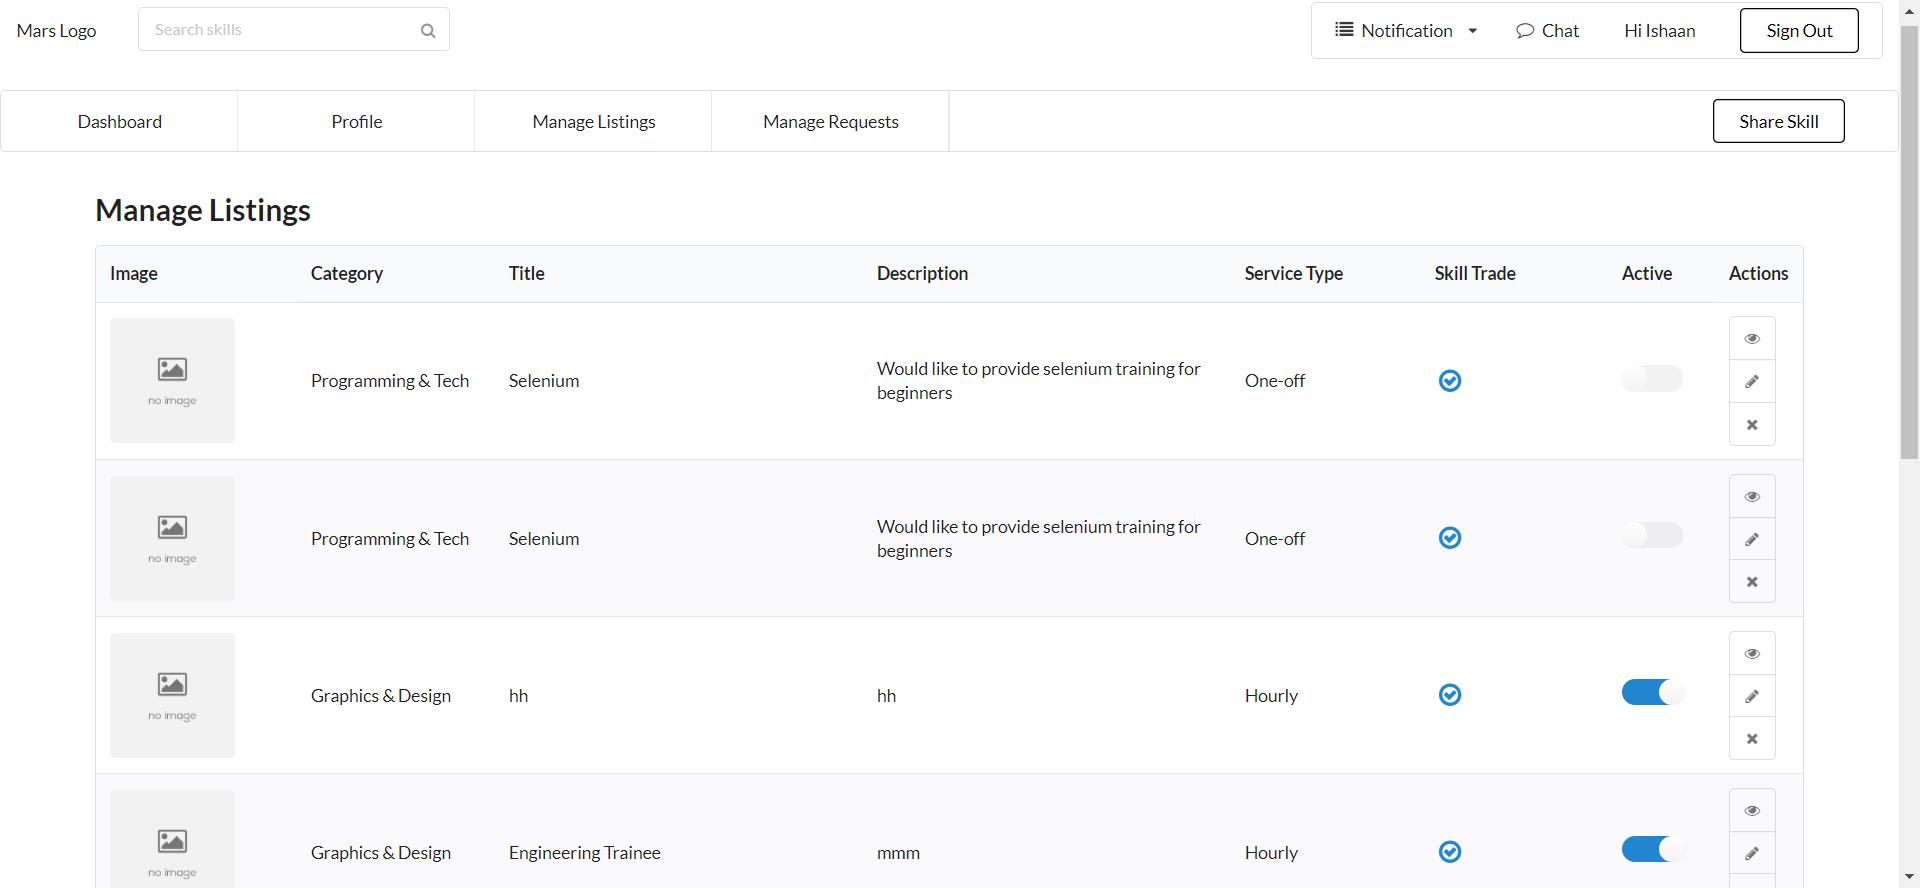 Mars Logo
Search skills
Notification
Chat
Hi Ishaan
Sign Out
Dashboard
Profile
Manage Listings
Manage Requests
Share Skill
Manage Listings
Image
Category
Title
Description
Service Type
Skill Trade
Active
Actions
no image
Programming & Tech
Selenium
Would like to provide selenium training for
beginners
One-off
no image
Programming & Tech
Selenium
Would like to provide selenium training for
beginners
One-off
no image
Graphics & Design
hh
hh
Hourly
no image
Graphics & Design
Engineering Trainee
mmm
Hourly